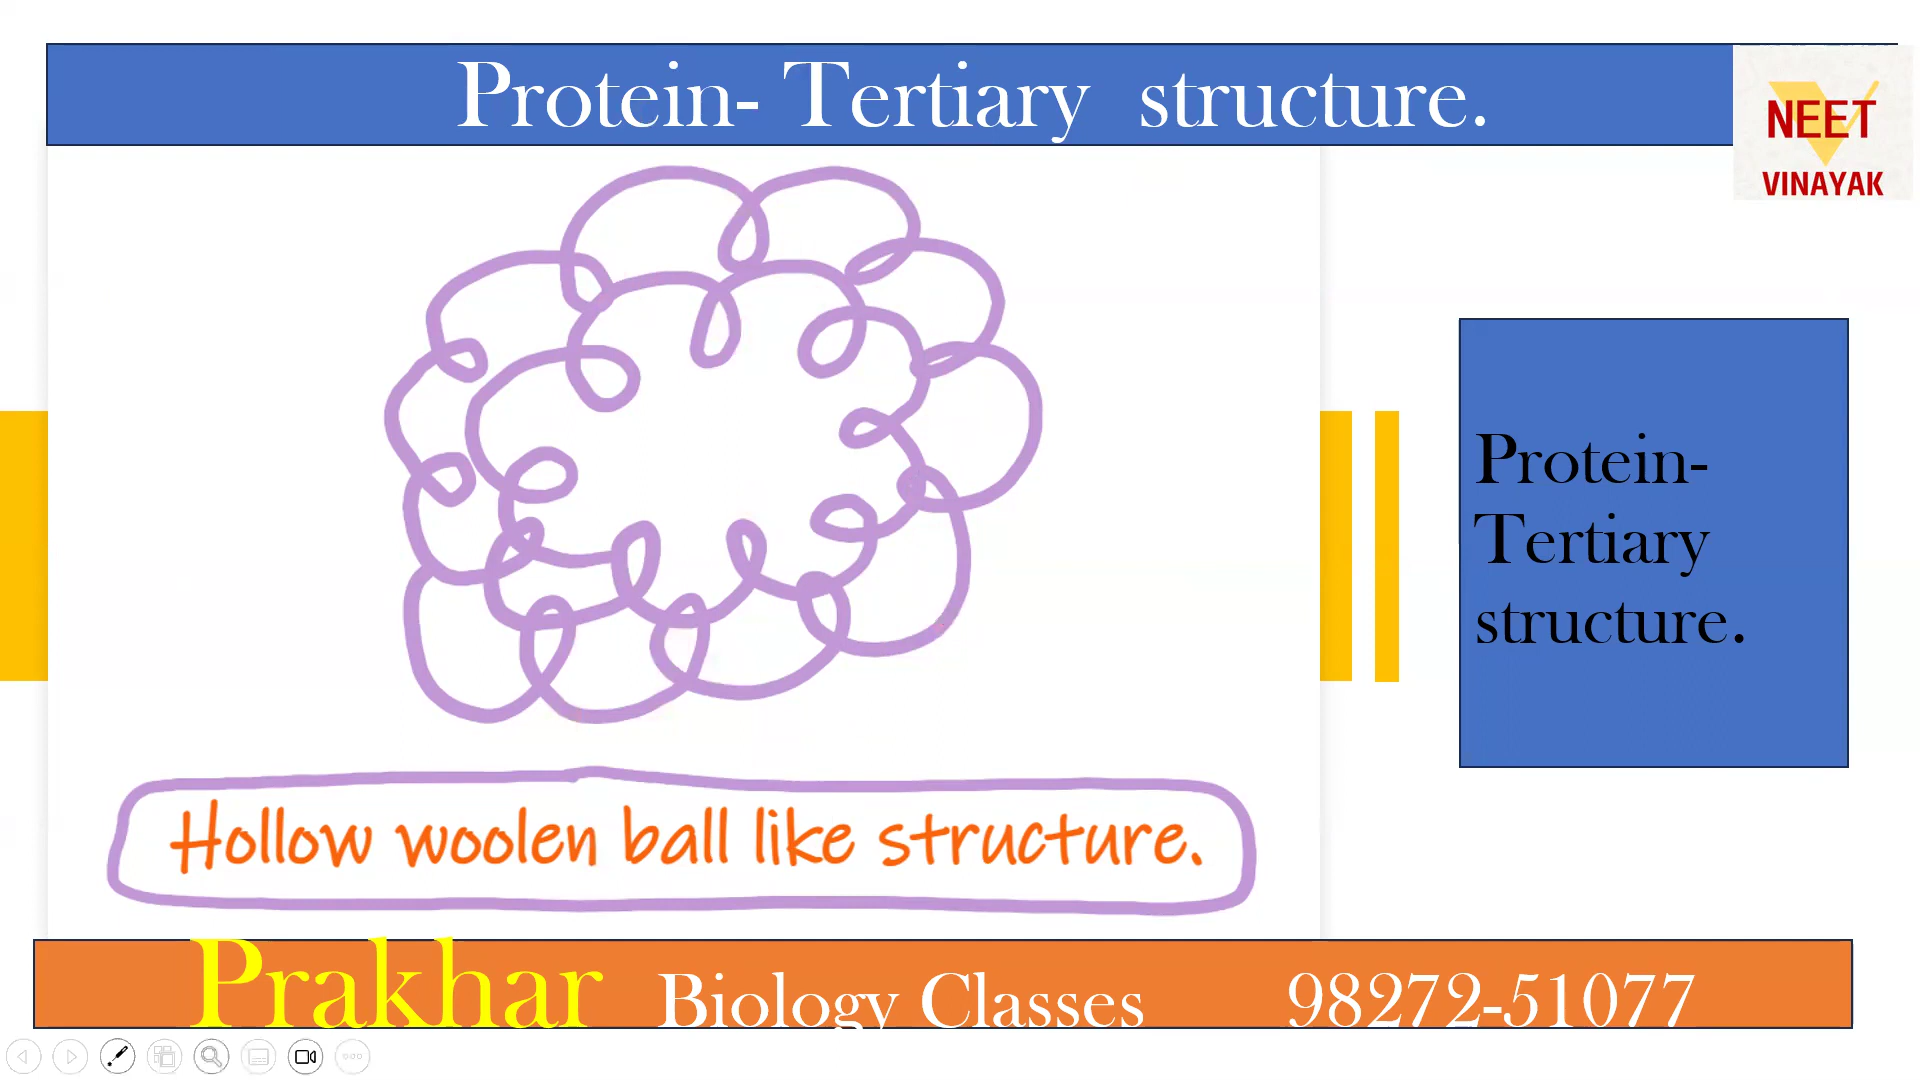 Protein- Tertiary structure.
NEET
VINAYAK
Protein-
Tertiary
structure.
Hollow woolen ball like structure.
Prakhar Biology Classes 98272-51077